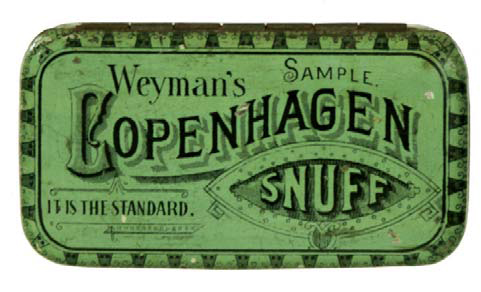 Weyman's SAMPLE.
COPENHAGEN
SNUFF
IT IS THE STANDARD.